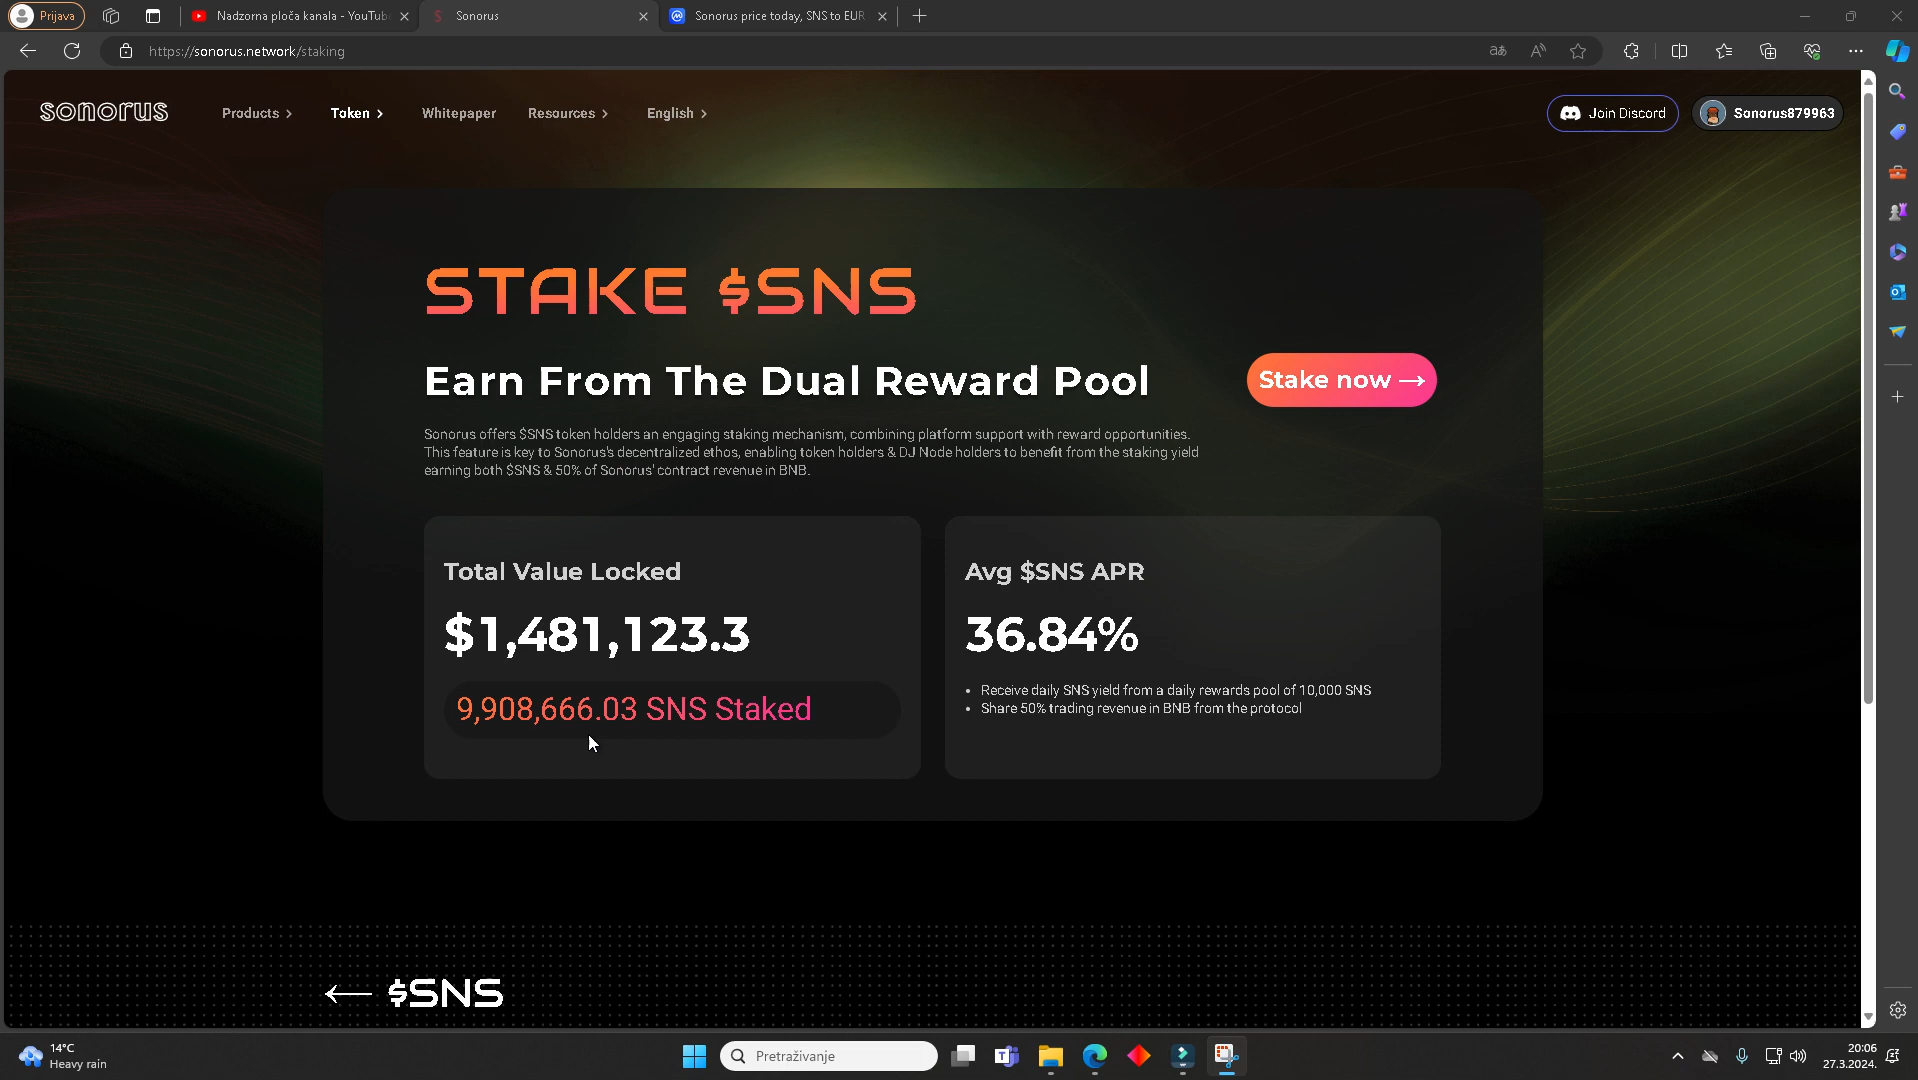 Prijava
Nadzorna ploča kanala - YouTub
Sonorus
Sonorus price today, SNS to EUR
https://sonorus.network/staking
sonorus
Products
Token
Whitepaper
Resources
English
Join Discord
Sonorus879963
STAKE $SNS
Earn From The Dual Reward Pool
Stake now →
Sonorus offers $SNS token holders an engaging staking mechanism, combining platform support with reward opportunities.
This feature is key to Sonorus's decentralized ethos, enabling token holders & DJ Node holders to benefit from the staking yield
earning both $SNS & 50% of Sonorus' contract revenue in BNB.
Total Value Locked
$1,481,123.3
9,908,666.03 SNS Staked
Avg $SNS APR
36.84%
• Receive daily SNS yield from a daily rewards pool of 10,000 SNS
• Share 50% trading revenue in BNB from the protocol
← $SNS
14°C
Heavy rain
Pretraživanje
20:06
27.3.2024.